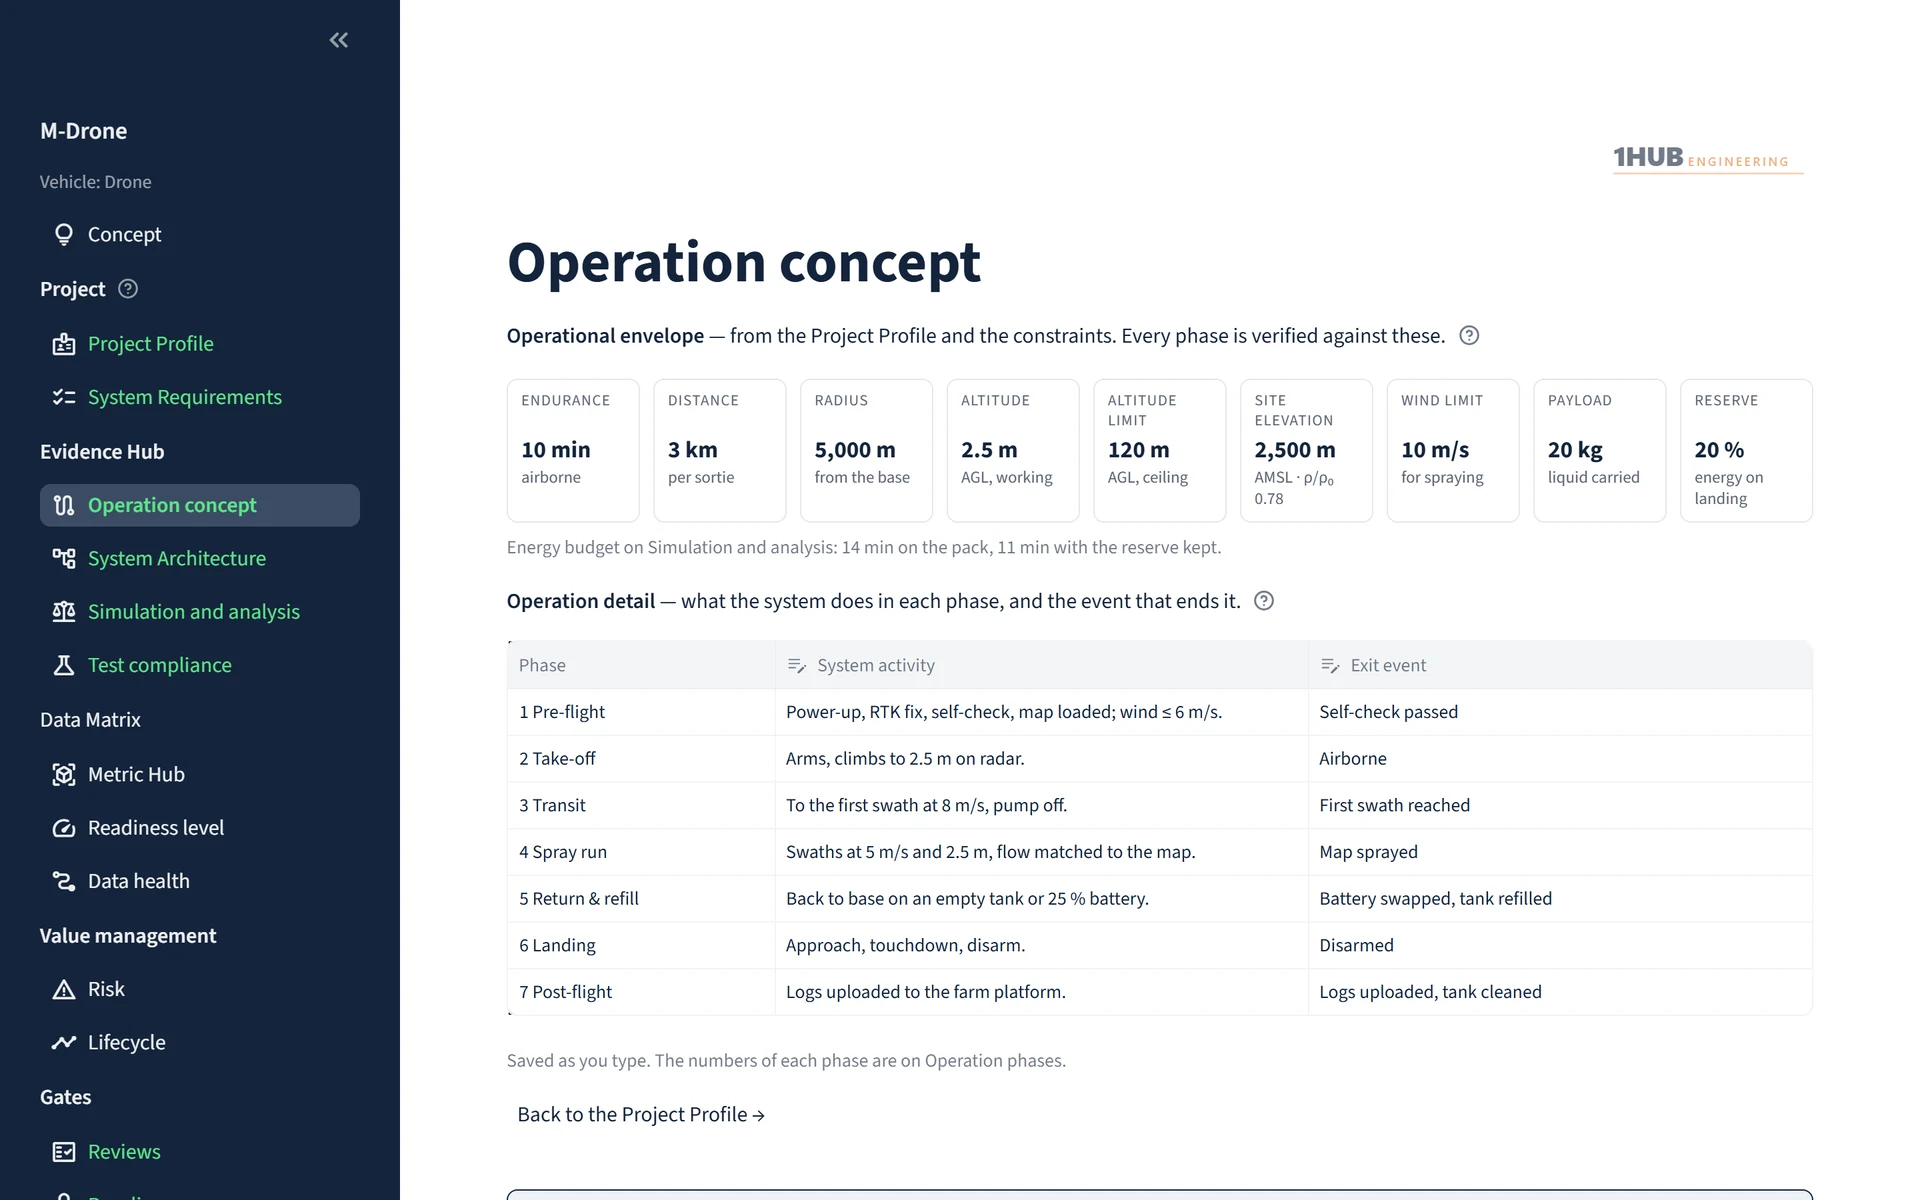 M-Drone
Vehicle: Drone
Concept
Project
Project Profile
System Requirements
Evidence Hub
Operation concept
System Architecture
Simulation and analysis
Test compliance
Data Matrix
Metric Hub
Readiness level
Data health
Value management
Risk
Lifecycle
Gates
Reviews
1HUB ENGINEERING
Operation concept
Operational envelope — from the Project Profile and the constraints. Every phase is verified against these.
ENDURANCE
10 min
airborne
DISTANCE
3 km
per sortie
RADIUS
5,000 m
from the base
ALTITUDE
2.5 m
AGL, working
ALTITUDE
LIMIT
120 m
AGL, ceiling
SITE
ELEVATION
2,500 m
AMSL · ρ/ρ₀
0.78
WIND LIMIT
10 m/s
for spraying
PAYLOAD
20 kg
liquid carried
RESERVE
20 %
energy on
landing
Energy budget on Simulation and analysis: 14 min on the pack, 11 min with the reserve kept.
Operation detail — what the system does in each phase, and the event that ends it.
Phase System activity Exit event
1 Pre-flight Power-up, RTK fix, self-check, map loaded; wind ≤ 6 m/s. Self-check passed
2 Take-off Arms, climbs to 2.5 m on radar. Airborne
3 Transit To the first swath at 8 m/s, pump off. First swath reached
4 Spray run Swaths at 5 m/s and 2.5 m, flow matched to the map. Map sprayed
5 Return & refill Back to base on an empty tank or 25 % battery. Battery swapped, tank refilled
6 Landing Approach, touchdown, disarm. Disarmed
7 Post-flight Logs uploaded to the farm platform. Logs uploaded, tank cleaned
Saved as you type. The numbers of each phase are on Operation phases.
Back to the Project Profile →